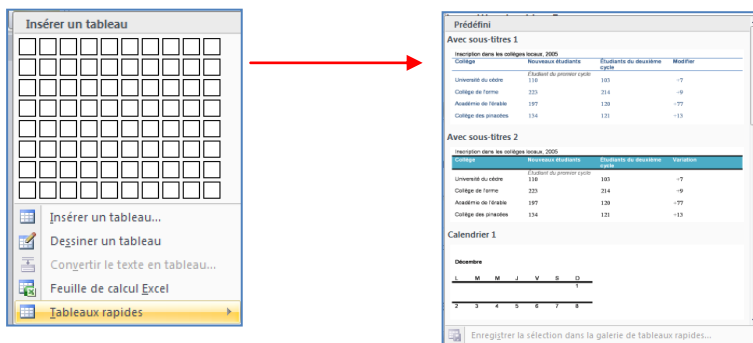 Insérer un tableau
Insérer un tableau...
Dessiner un tableau
Convertir le texte en tableau...
Feuille de calcul Excel
Tableaux rapides
Prédéfini
Avec sous-titres 1
Inscription dans les collèges locaux, 2005
Collège Nouveaux étudiants Étudiants du deuxième cycle Modifier
Étudiant du premier cycle
Université du cèdre 110 103 +7
Collège de l'orme 223 214 +9
Académie de l'érable 197 120 +77
Collège des pinacées 134 121 +13
Avec sous-titres 2
Inscription dans les collèges locaux, 2005
Collège Nouveaux étudiants Étudiants du deuxième cycle Variation
Étudiant du premier cycle
Université du cèdre 110 103 +7
Collège de l'orme 223 214 +9
Académie de l'érable 197 120 +77
Collège des pinacées 134 121 +13
Calendrier 1
Décembre
L M M J V S D
1
2 3 4 5 6 7 8
Enregistrer la sélection dans la galerie de tableaux rapides...